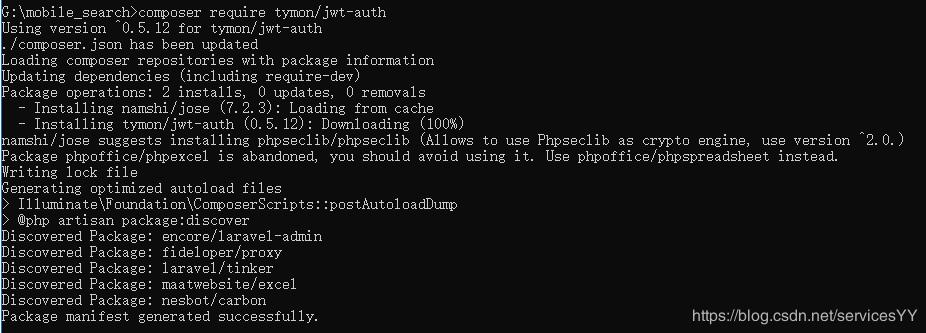 G:\mobile_search>composer require tymon/jwt-auth
Using version ^0.5.12 for tymon/jwt-auth
./composer.json has been updated
Loading composer repositories with package information
Updating dependencies (including require-dev)
Package operations: 2 installs, 0 updates, 0 removals
  - Installing namshi/jose (7.2.3): Loading from cache
  - Installing tymon/jwt-auth (0.5.12): Downloading (100%)
namshi/jose suggests installing phpseclib/phpseclib (Allows to use Phpseclib as crypto engine, use version ^2.0.)
Package phpoffice/phpexcel is abandoned, you should avoid using it. Use phpoffice/phpspreadsheet instead.
Writing lock file
Generating optimized autoload files
> Illuminate\Foundation\ComposerScripts::postAutoloadDump
> @php artisan package:discover
Discovered Package: encore/laravel-admin
Discovered Package: fideloper/proxy
Discovered Package: laravel/tinker
Discovered Package: maatwebsite/excel
Discovered Package: nesbot/carbon
Package manifest generated successfully.
https://blog.csdn.net/servicesYY